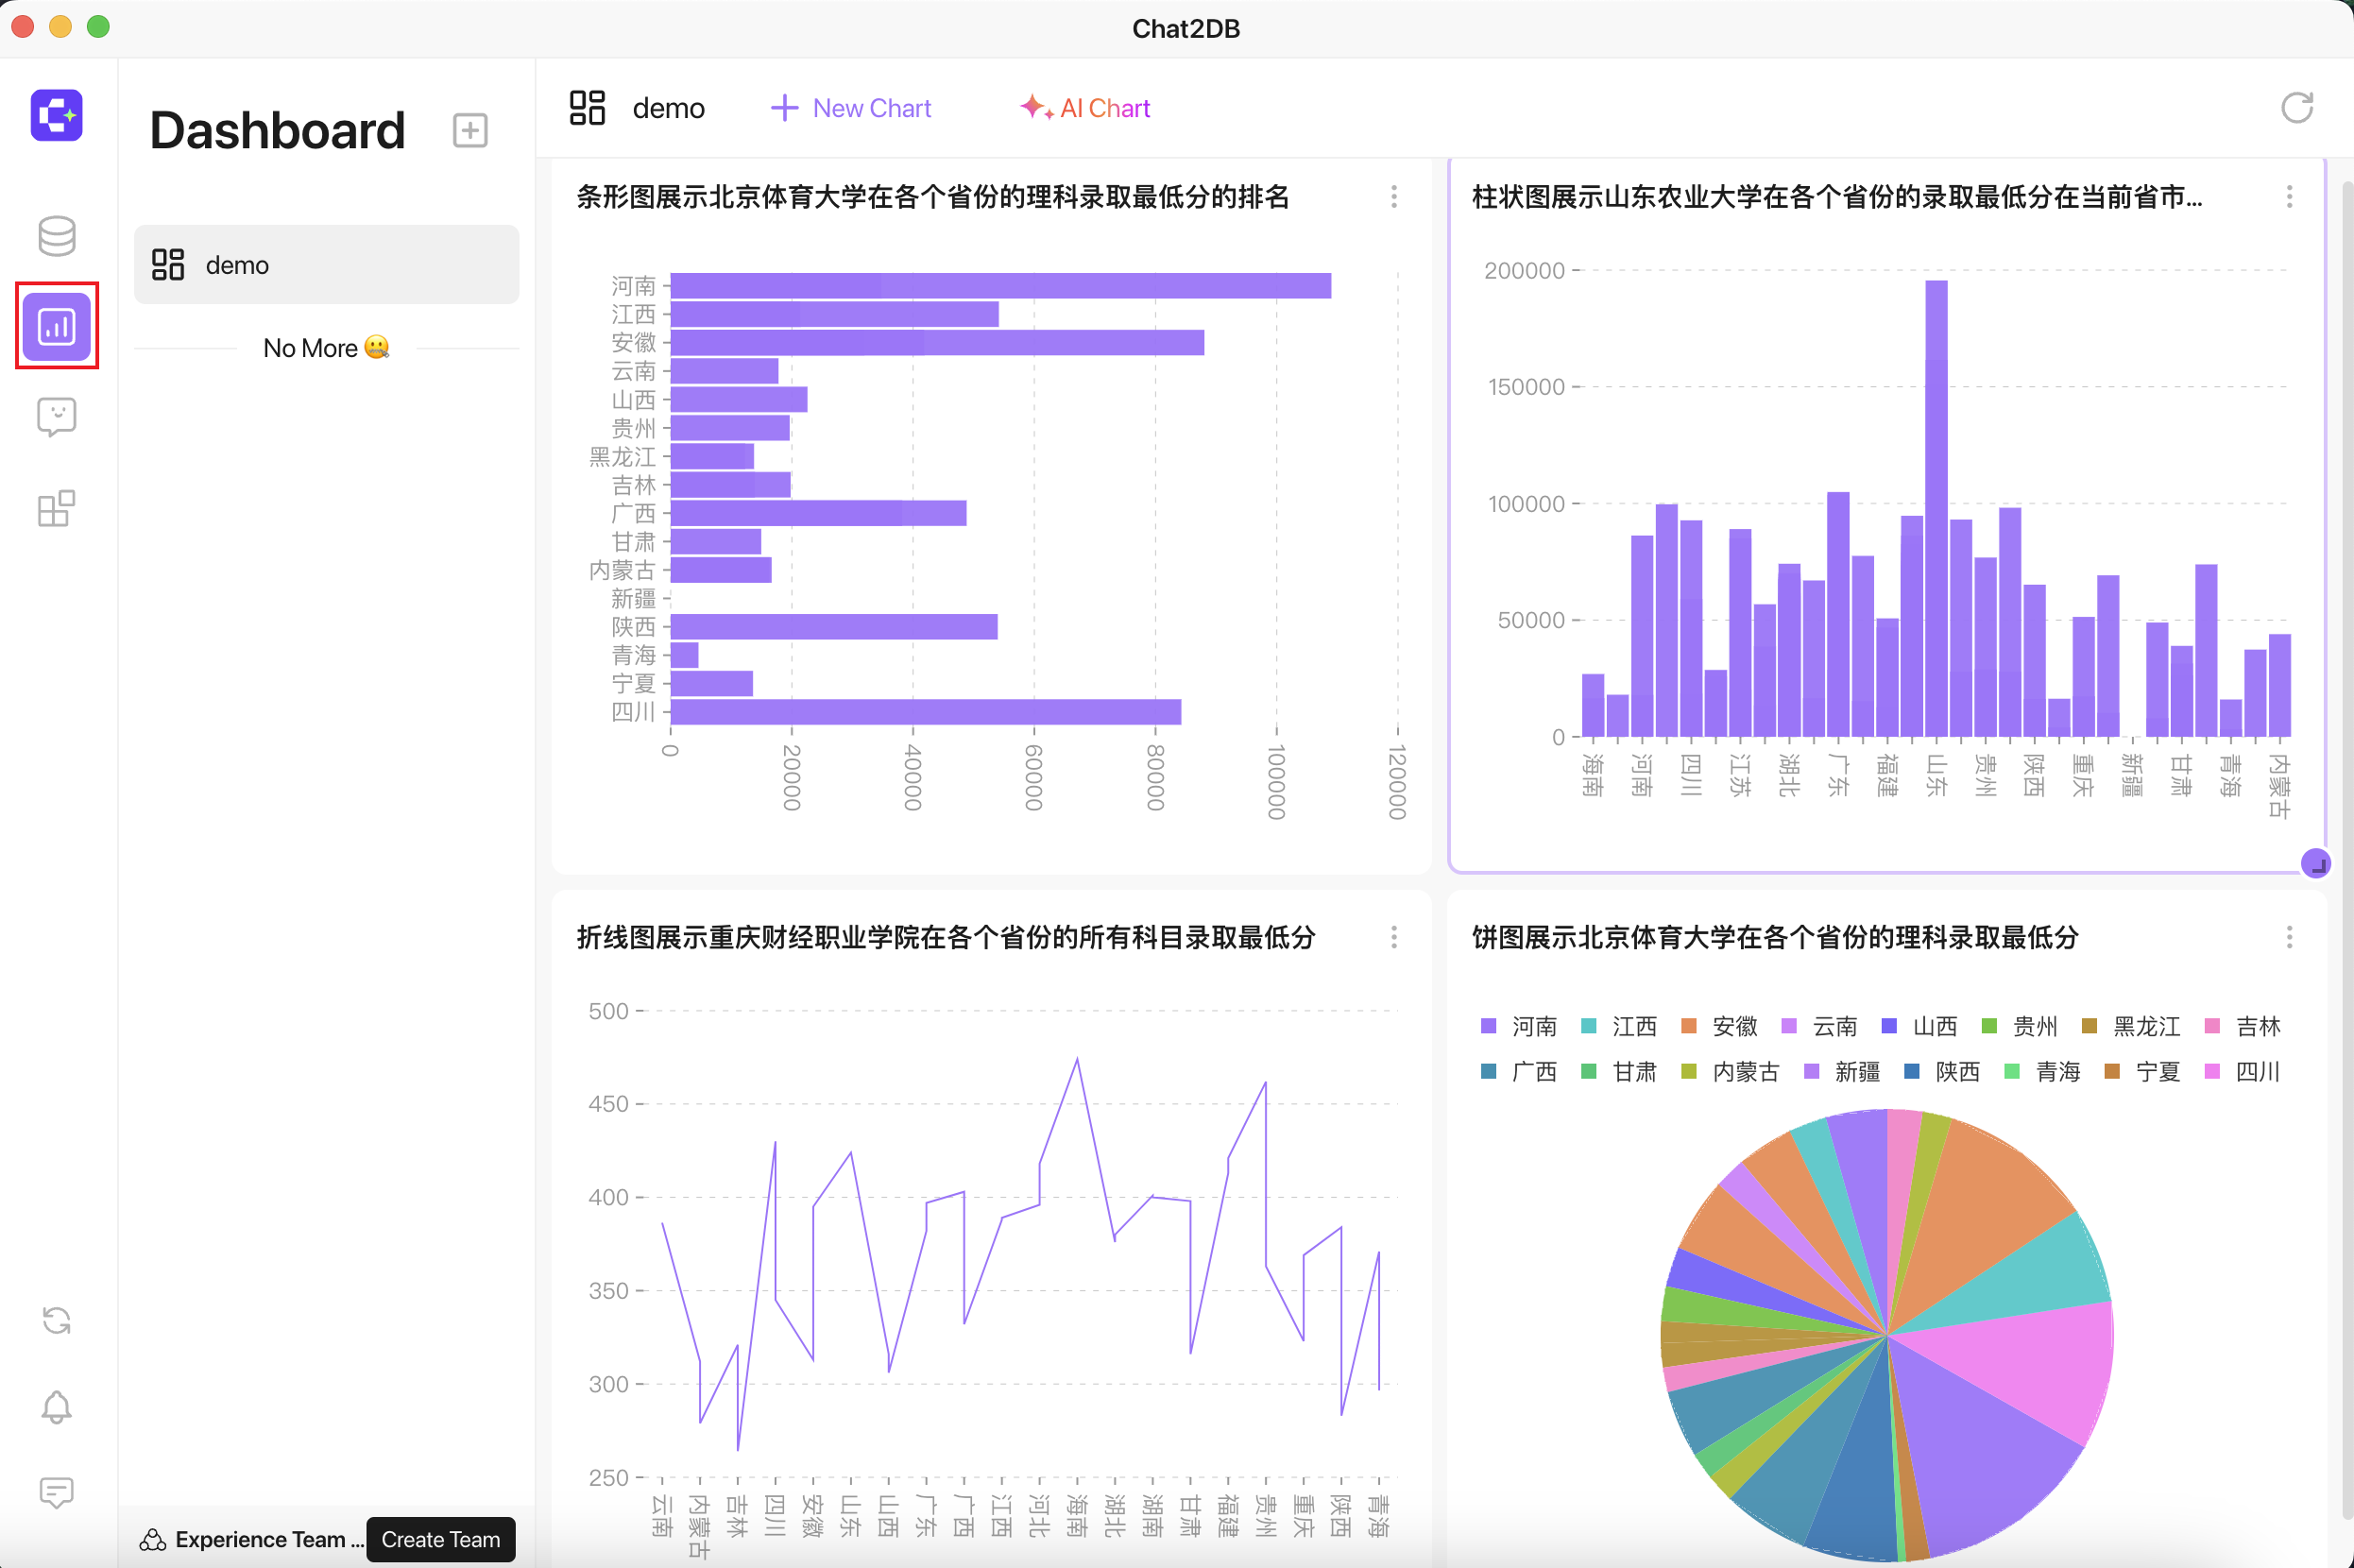 Chat2DB
Dashboard
demo
No More
demo
New Chart
AI Chart
条形图展示北京体育大学在各个省份的理科录取最低分的排名
河南
江西
安徽
云南
山西
贵州
黑龙江
吉林
广西
甘肃
内蒙古
新疆
陕西
青海
宁夏
四川
0 20000 40000 60000 80000 100000 120000
柱状图展示山东农业大学在各个省份的录取最低分在当前省市...
200000
150000
100000
50000
0
海南 河南 四川 江苏 湖北 广东 福建 山东 贵州 陕西 重庆 新疆 甘肃 青海 内蒙古
折线图展示重庆财经职业学院在各个省份的所有科目录取最低分
500
450
400
350
300
250
云南 内蒙古 吉林 四川 安徽 山东 山西 广东 广西 江西 河北 海南 湖北 湖南 甘肃 福建 贵州 重庆 陕西 青海
饼图展示北京体育大学在各个省份的理科录取最低分
河南 江西 安徽 云南 山西 贵州 黑龙江 吉林
广西 甘肃 内蒙古 新疆 陕西 青海 宁夏 四川
Experience Team ...
Create Team